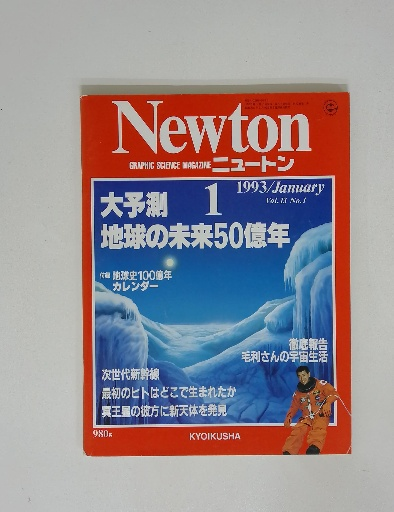 Newton
GRAPHIC SCIENCE MAGAZINE ニュートン
1993/January
Vol.13 No.1
大予測 1
地球の未来50億年
付録 地球史100億年
カレンダー
徹底報告
毛利さんの宇宙生活
次世代新幹線
最初のヒトはどこで生まれたか
冥王星の彼方に新天体を発見
980円
KYOIKUSHA